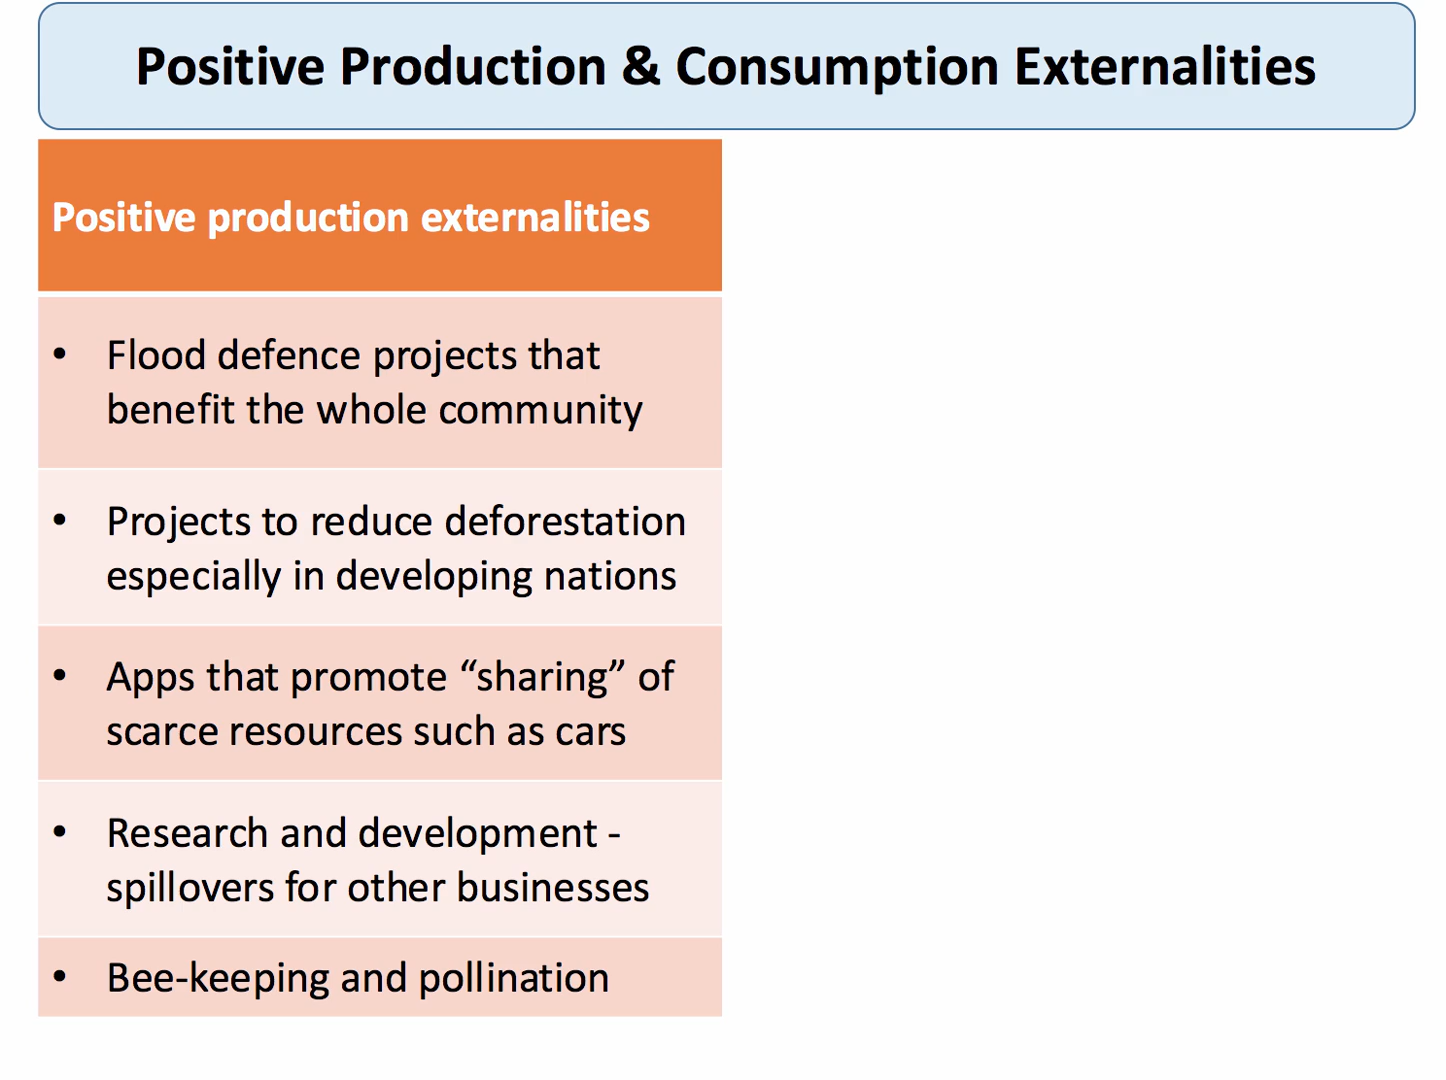 Positive Production & Consumption Externalities
Positive production externalities
• Flood defence projects that
benefit the whole community
• Projects to reduce deforestation
especially in developing nations
• Apps that promote “sharing” of
scarce resources such as cars
• Research and development -
spillovers for other businesses
• Bee-keeping and pollination